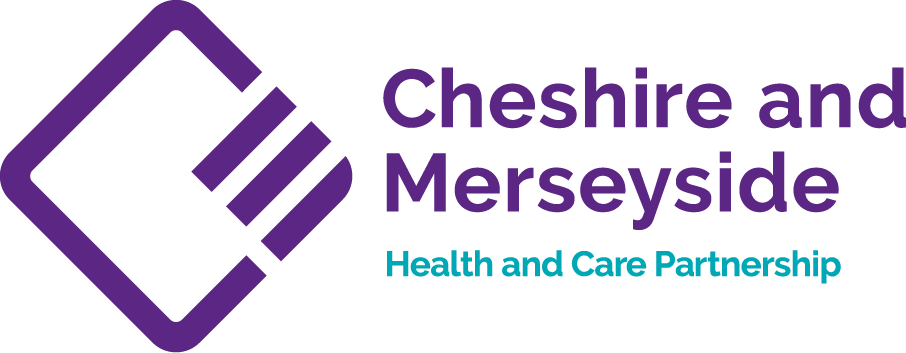 Cheshire and
Merseyside
Health and Care Partnership